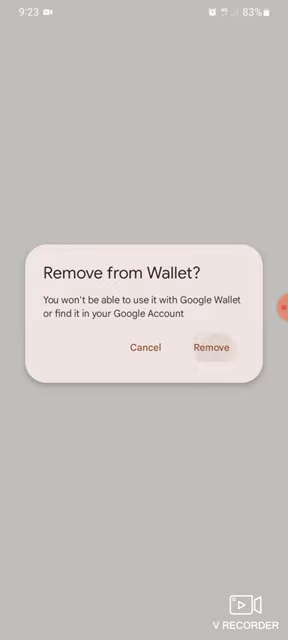 9:23
83%
Remove from Wallet?
You won't be able to use it with Google Wallet
or find it in your Google Account
Cancel Remove
V RECORDER